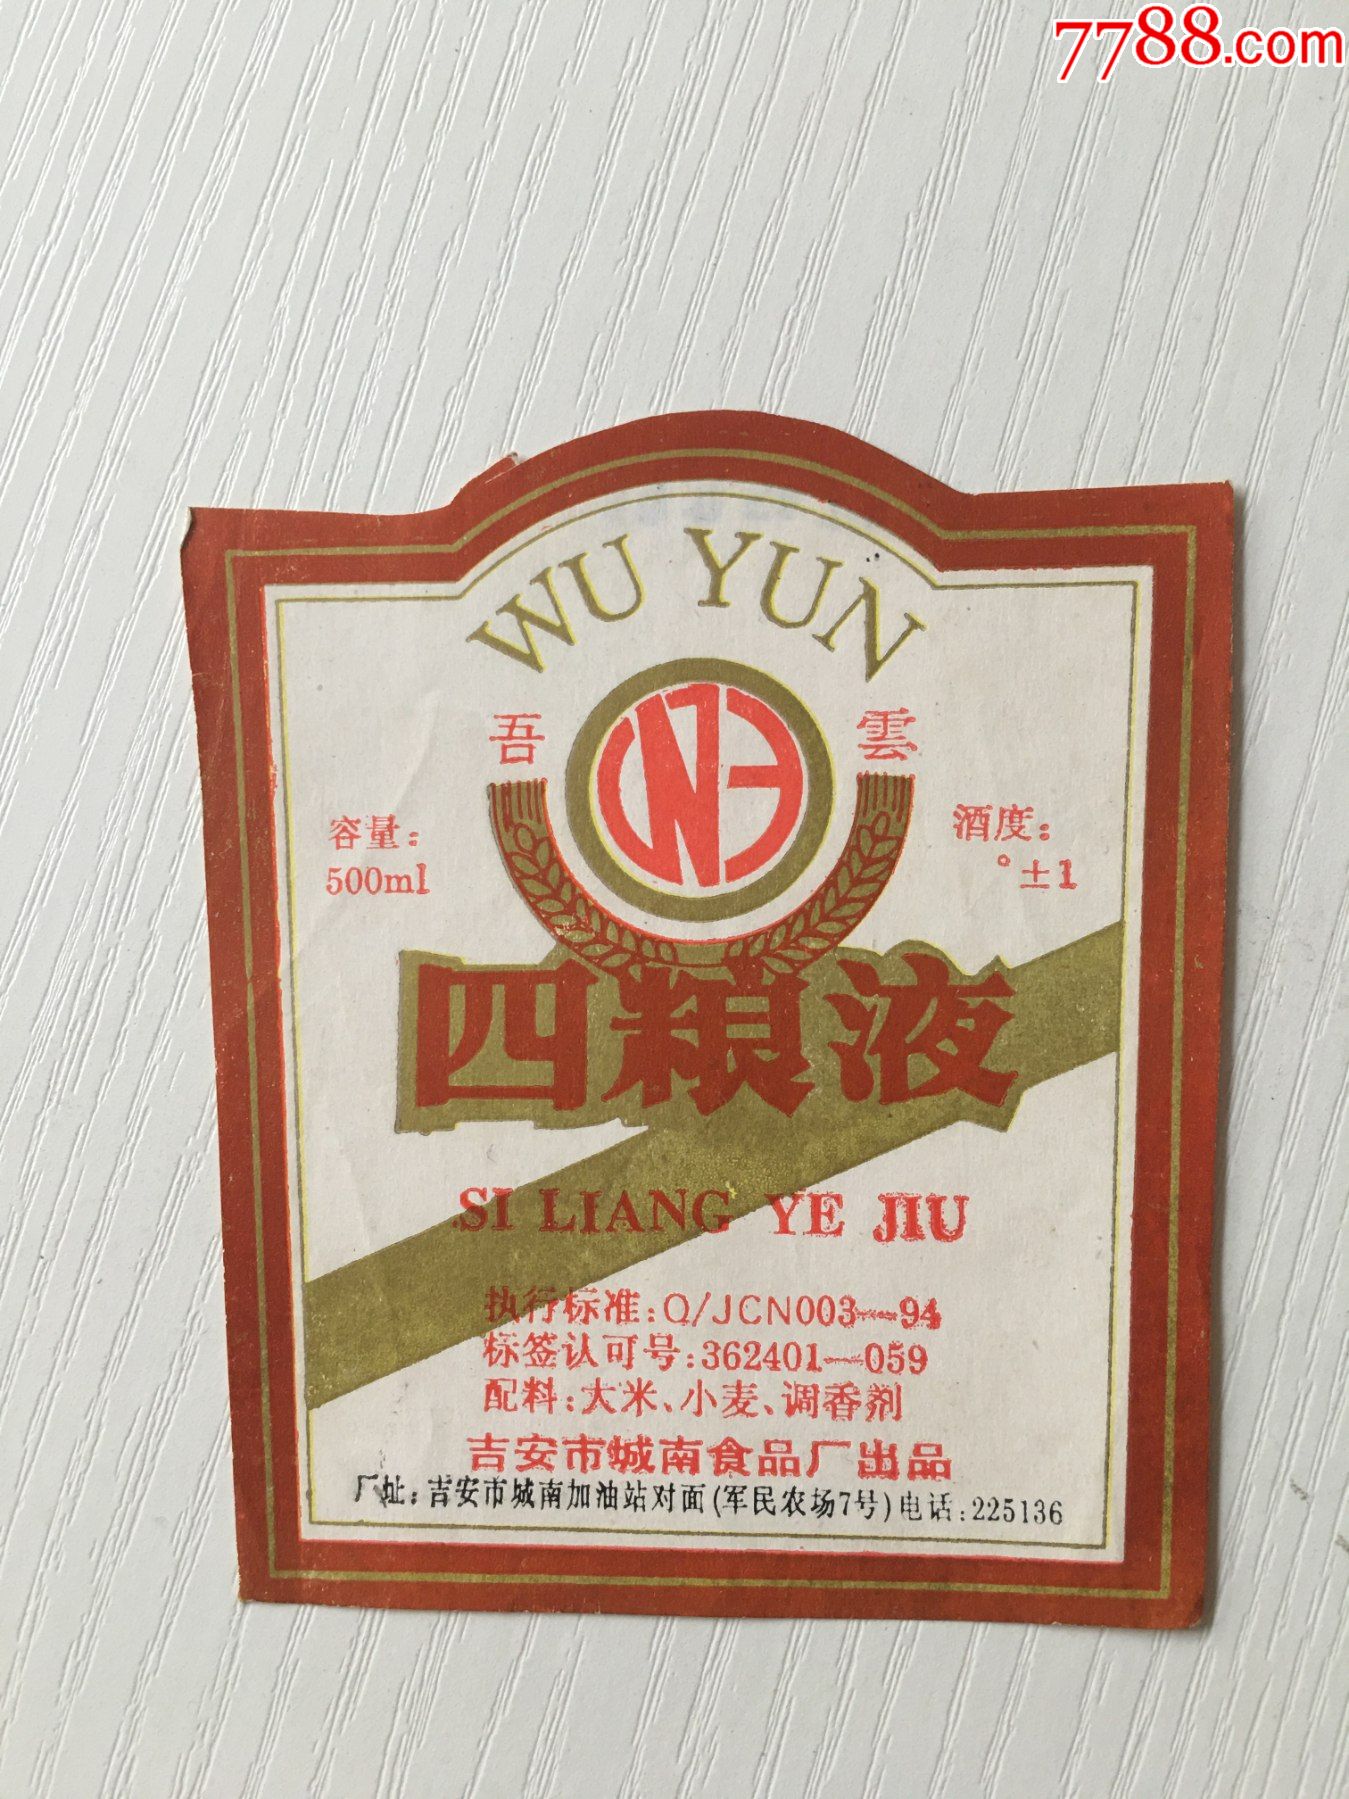 7788.com
WU YUN
吾 雲
容量:
500ml
酒度:
°±1
四粮液
SI LIANG YE JIU
执行标准:Q/JCN003—94
标签认可号:362401—059
配料:大米、小麦、调香剂
吉安市城南食品厂出品
厂址:吉安市城南加油站对面(军民农场7号)电话:225136